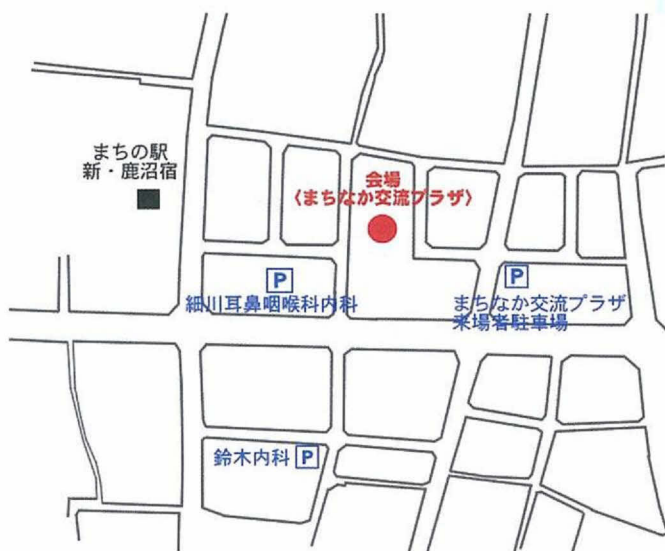 まちの駅
新・鹿沼宿
会場
〈まちなか交流プラザ〉
P
細川耳鼻咽喉科内科
P
まちなか交流プラザ
来場者駐車場
鈴木内科 P